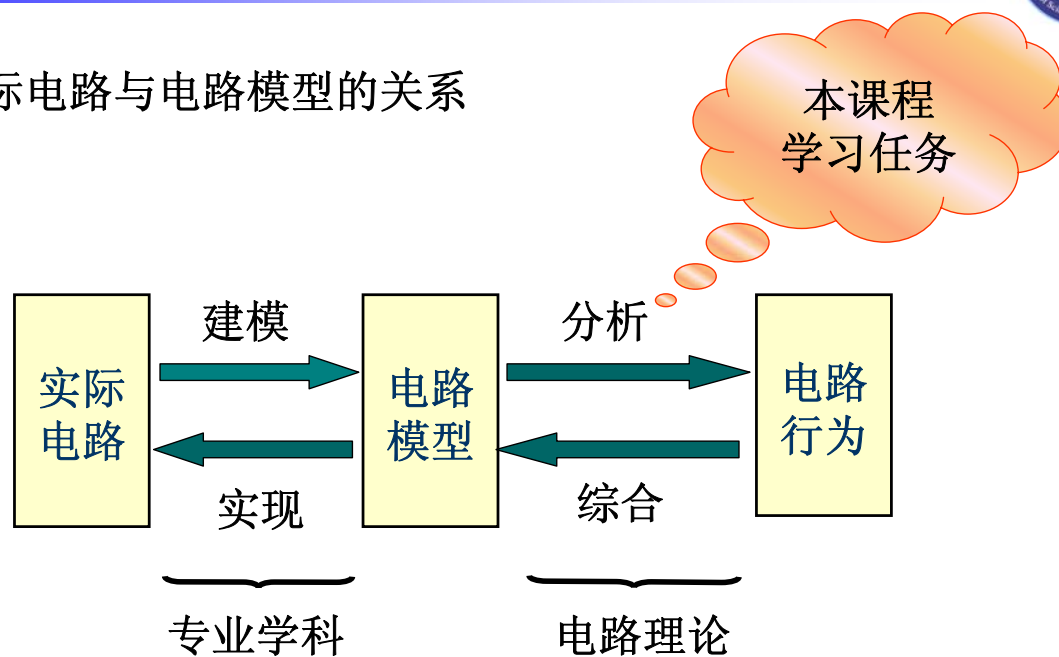 际电路与电路模型的关系
本课程
学习任务
建模
分析
实际
电路
电路
模型
电路
行为
实现
综合
专业学科
电路理论